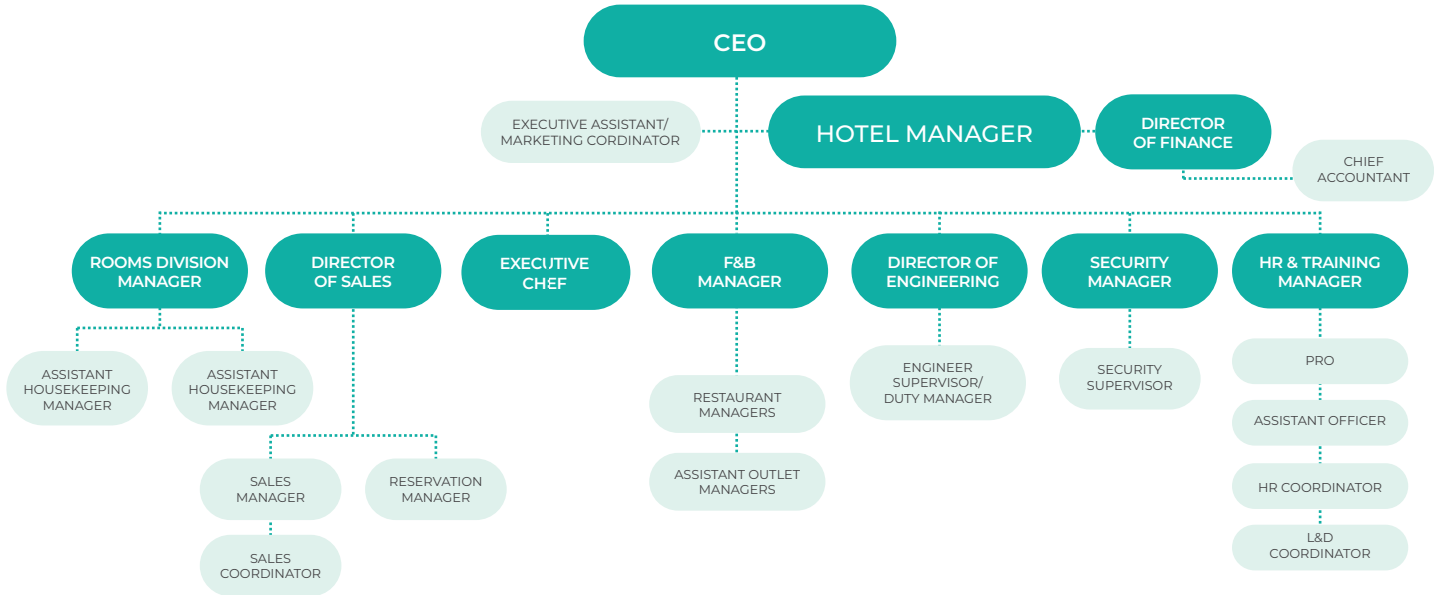 CEO
EXECUTIVE ASSISTANT/
MARKETING CORDINATOR
HOTEL MANAGER
DIRECTOR
OF FINANCE
CHIEF
ACCOUNTANT
ROOMS DIVISION
MANAGER
DIRECTOR
OF SALES
EXECUTIVE
CHEF
F&B
MANAGER
DIRECTOR OF
ENGINEERING
SECURITY
MANAGER
HR & TRAINING
MANAGER
ASSISTANT
HOUSEKEEPING
MANAGER
ASSISTANT
HOUSEKEEPING
MANAGER
SALES
MANAGER
RESERVATION
MANAGER
SALES
COORDINATOR
RESTAURANT
MANAGERS
ASSISTANT OUTLET
MANAGERS
ENGINEER
SUPERVISOR/
DUTY MANAGER
SECURITY
SUPERVISOR
PRO
ASSISTANT OFFICER
HR COORDINATOR
L&D
COORDINATOR